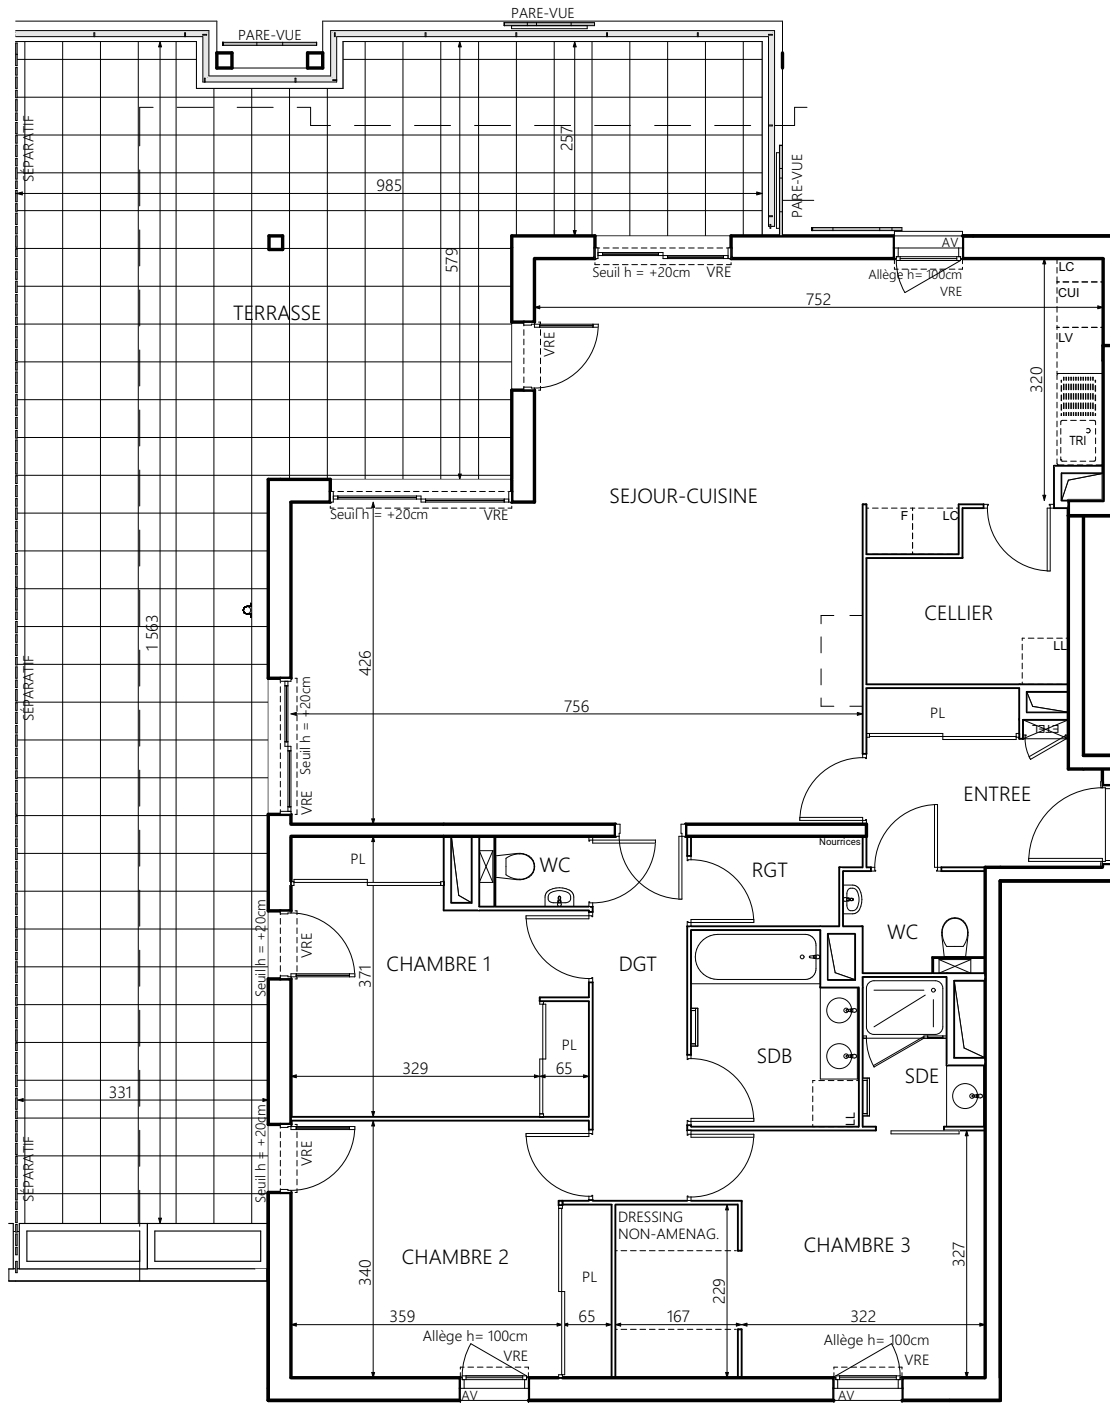 PARE-VUE
PARE-VUE
SÉPARATIF
257
985
PARE-VUE
579
AV
Seuil h = +20cm
VRE
Allège h= 100cm
VRE
LC
CUI
752
TERRASSE
VRE
LV
320
TRI
SEJOUR-CUISINE
Seuil h = +20cm
VRE
F
LC
1 563
426
CELLIER
LL
SÉPARATIF
Seuil h = +20cm
VRE
756
PL
ETEL
ENTREE
PL
WC
Nourrices
RGT
Seuil h = +20cm
VRE
CHAMBRE 1
371
DGT
WC
PL
SDB
SDE
329
65
331
LL
SÉPARATIF
Seuil h = +20cm
VRE
DRESSING
NON-AMENAG.
CHAMBRE 2
CHAMBRE 3
327
340
PL
229
359
65
167
322
Allège h= 100cm
VRE
Allège h= 100cm
VRE
AV
AV